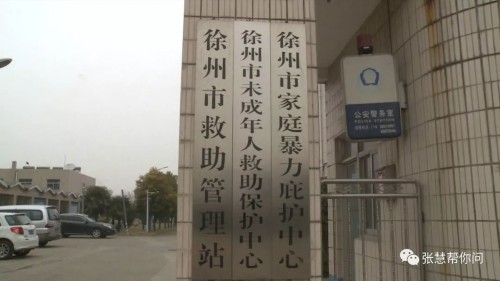 徐州市救助管理站
徐州市未成年人救助保护中心
徐州市家庭暴力庇护中心
公安警务室
POLICE STATION
张慧帮你问